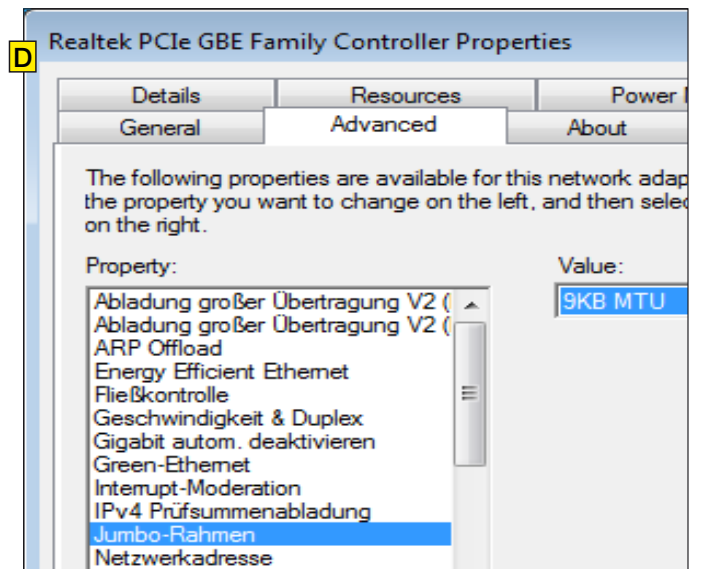 D
Realtek PCIe GBE Family Controller Properties
Details Resources Power
General Advanced About
The following properties are available for this network adap
the property you want to change on the left, and then selec
on the right.
Property: Value:
Abladung großer Übertragung V2 ( 9KB MTU
Abladung großer Übertragung V2 (
ARP Offload
Energy Efficient Ethernet
Fließkontrolle
Geschwindigkeit & Duplex
Gigabit autom. deaktivieren
Green-Ethernet
Interrupt-Moderation
IPv4 Prüfsummenabladung
Jumbo-Rahmen
Netzwerkadresse